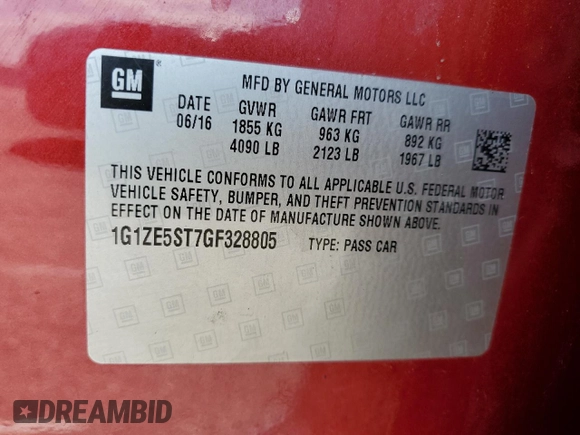 GM
MFD BY GENERAL MOTORS LLC
DATE GVWR GAWR FRT GAWR RR
06/16 1855 KG 963 KG 892 KG
4090 LB 2123 LB 1967 LB
THIS VEHICLE CONFORMS TO ALL APPLICABLE U.S. FEDERAL MOTOR
VEHICLE SAFETY, BUMPER, AND THEFT PREVENTION STANDARDS IN
EFFECT ON THE DATE OF MANUFACTURE SHOWN ABOVE.
1G1ZE5ST7GF328805 TYPE: PASS CAR
DREAMBID